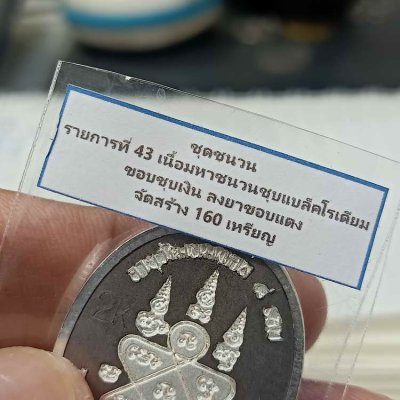 ชุดชนวน
รายการที่ 43 เนื้อมหาชนวนชุบแบล็คโรเดียม
ขอบชุบเงิน ลงยาขอบแดง
จัดสร้าง 160 เหรียญ
2K